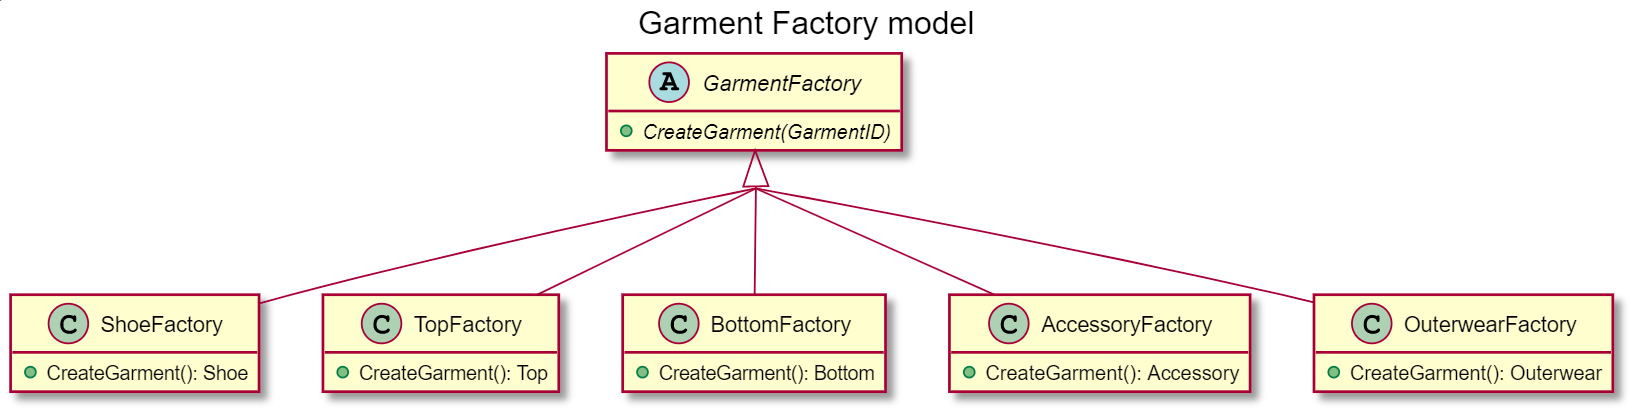 Garment Factory model
A GarmentFactory
CreateGarment(GarmentID)
C ShoeFactory
CreateGarment(): Shoe
C TopFactory
CreateGarment(): Top
C BottomFactory
CreateGarment(): Bottom
C AccessoryFactory
CreateGarment(): Accessory
C OuterwearFactory
CreateGarment(): Outerwear